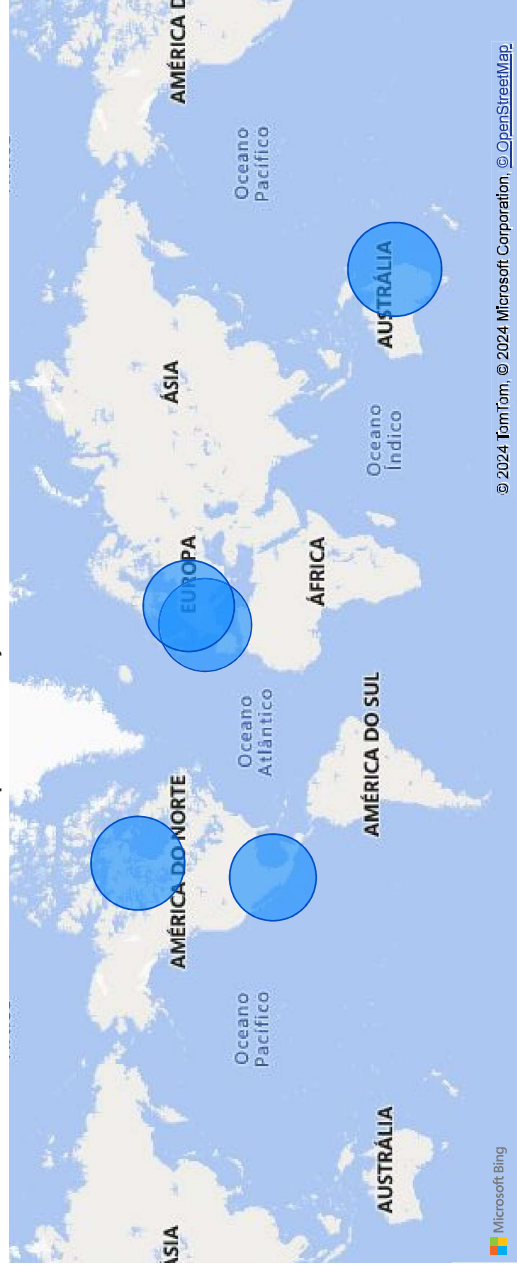 SIA
AMÉRICA DO NORTE
EUROPA
ÁSIA
AMÉRICA D
Oceano
Pacífico
Oceano
Atlântico
Oceano
Pacífico
ÁFRICA
AMÉRICA DO SUL
Oceano
Índico
AUSTRÁLIA
AUSTRÁLIA
Microsoft Bing
© 2024 TomTom, © 2024 Microsoft Corporation, © OpenStreetMap